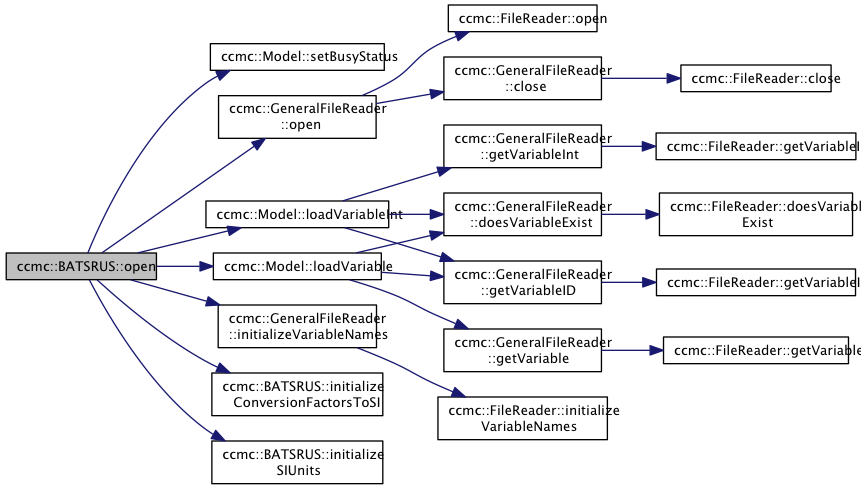 ccmc::FileReader::open
ccmc::Model::setBusyStatus
ccmc::GeneralFileReader
::close
ccmc::FileReader::close
ccmc::GeneralFileReader
::open
ccmc::GeneralFileReader
::getVariableInt
ccmc::FileReader::getVariableI
ccmc::Model::loadVariableInt
ccmc::GeneralFileReader
::doesVariableExist
ccmc::FileReader::doesVariabl
Exist
ccmc::BATSRUS::open
ccmc::Model::loadVariable
ccmc::GeneralFileReader
::getVariableID
ccmc::FileReader::getVariableI
ccmc::GeneralFileReader
::initializeVariableNames
ccmc::GeneralFileReader
::getVariable
ccmc::FileReader::getVariable
ccmc::BATSRUS::initialize
ConversionFactorsToSI
ccmc::FileReader::initialize
VariableNames
ccmc::BATSRUS::initialize
SIUnits